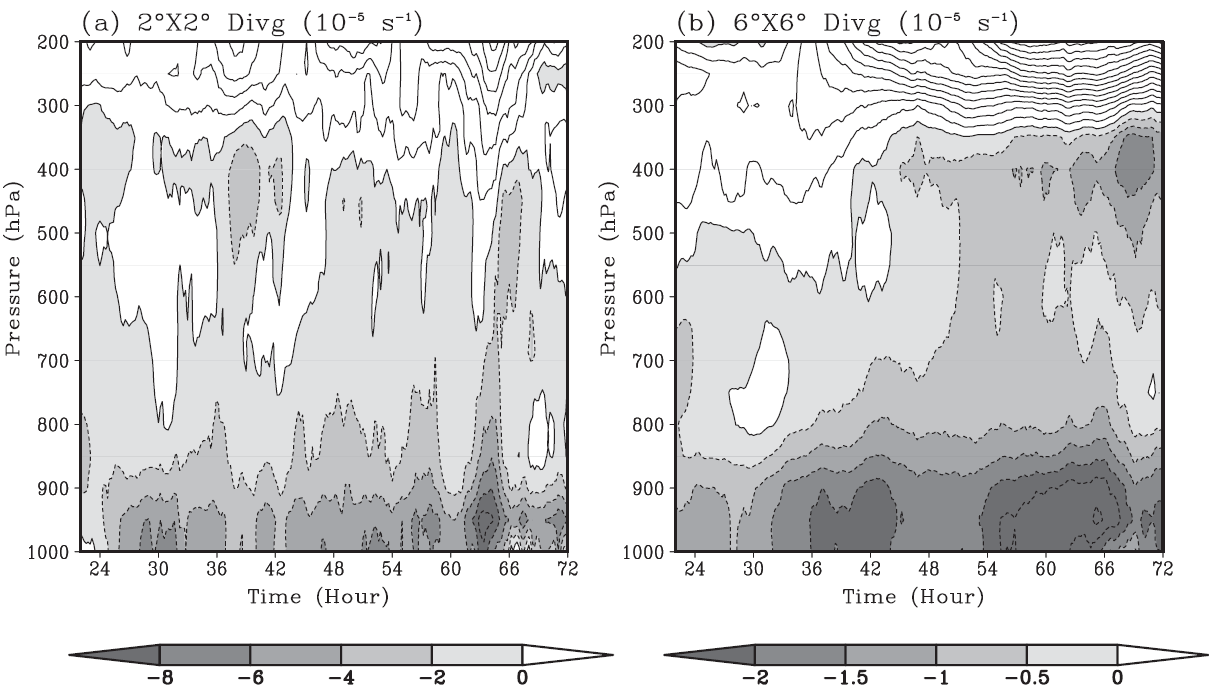 (a) 2°X2° Divg (10⁻⁵ s⁻¹)
200
300
400
500
600
700
800
900
1000
Pressure (hPa)
24 30 36 42 48 54 60 66 72
Time (Hour)
-8 -6 -4 -2 0
(b) 6°X6° Divg (10⁻⁵ s⁻¹)
200
300
400
500
600
700
800
900
1000
Pressure (hPa)
24 30 36 42 48 54 60 66 72
Time (Hour)
-2 -1.5 -1 -0.5 0